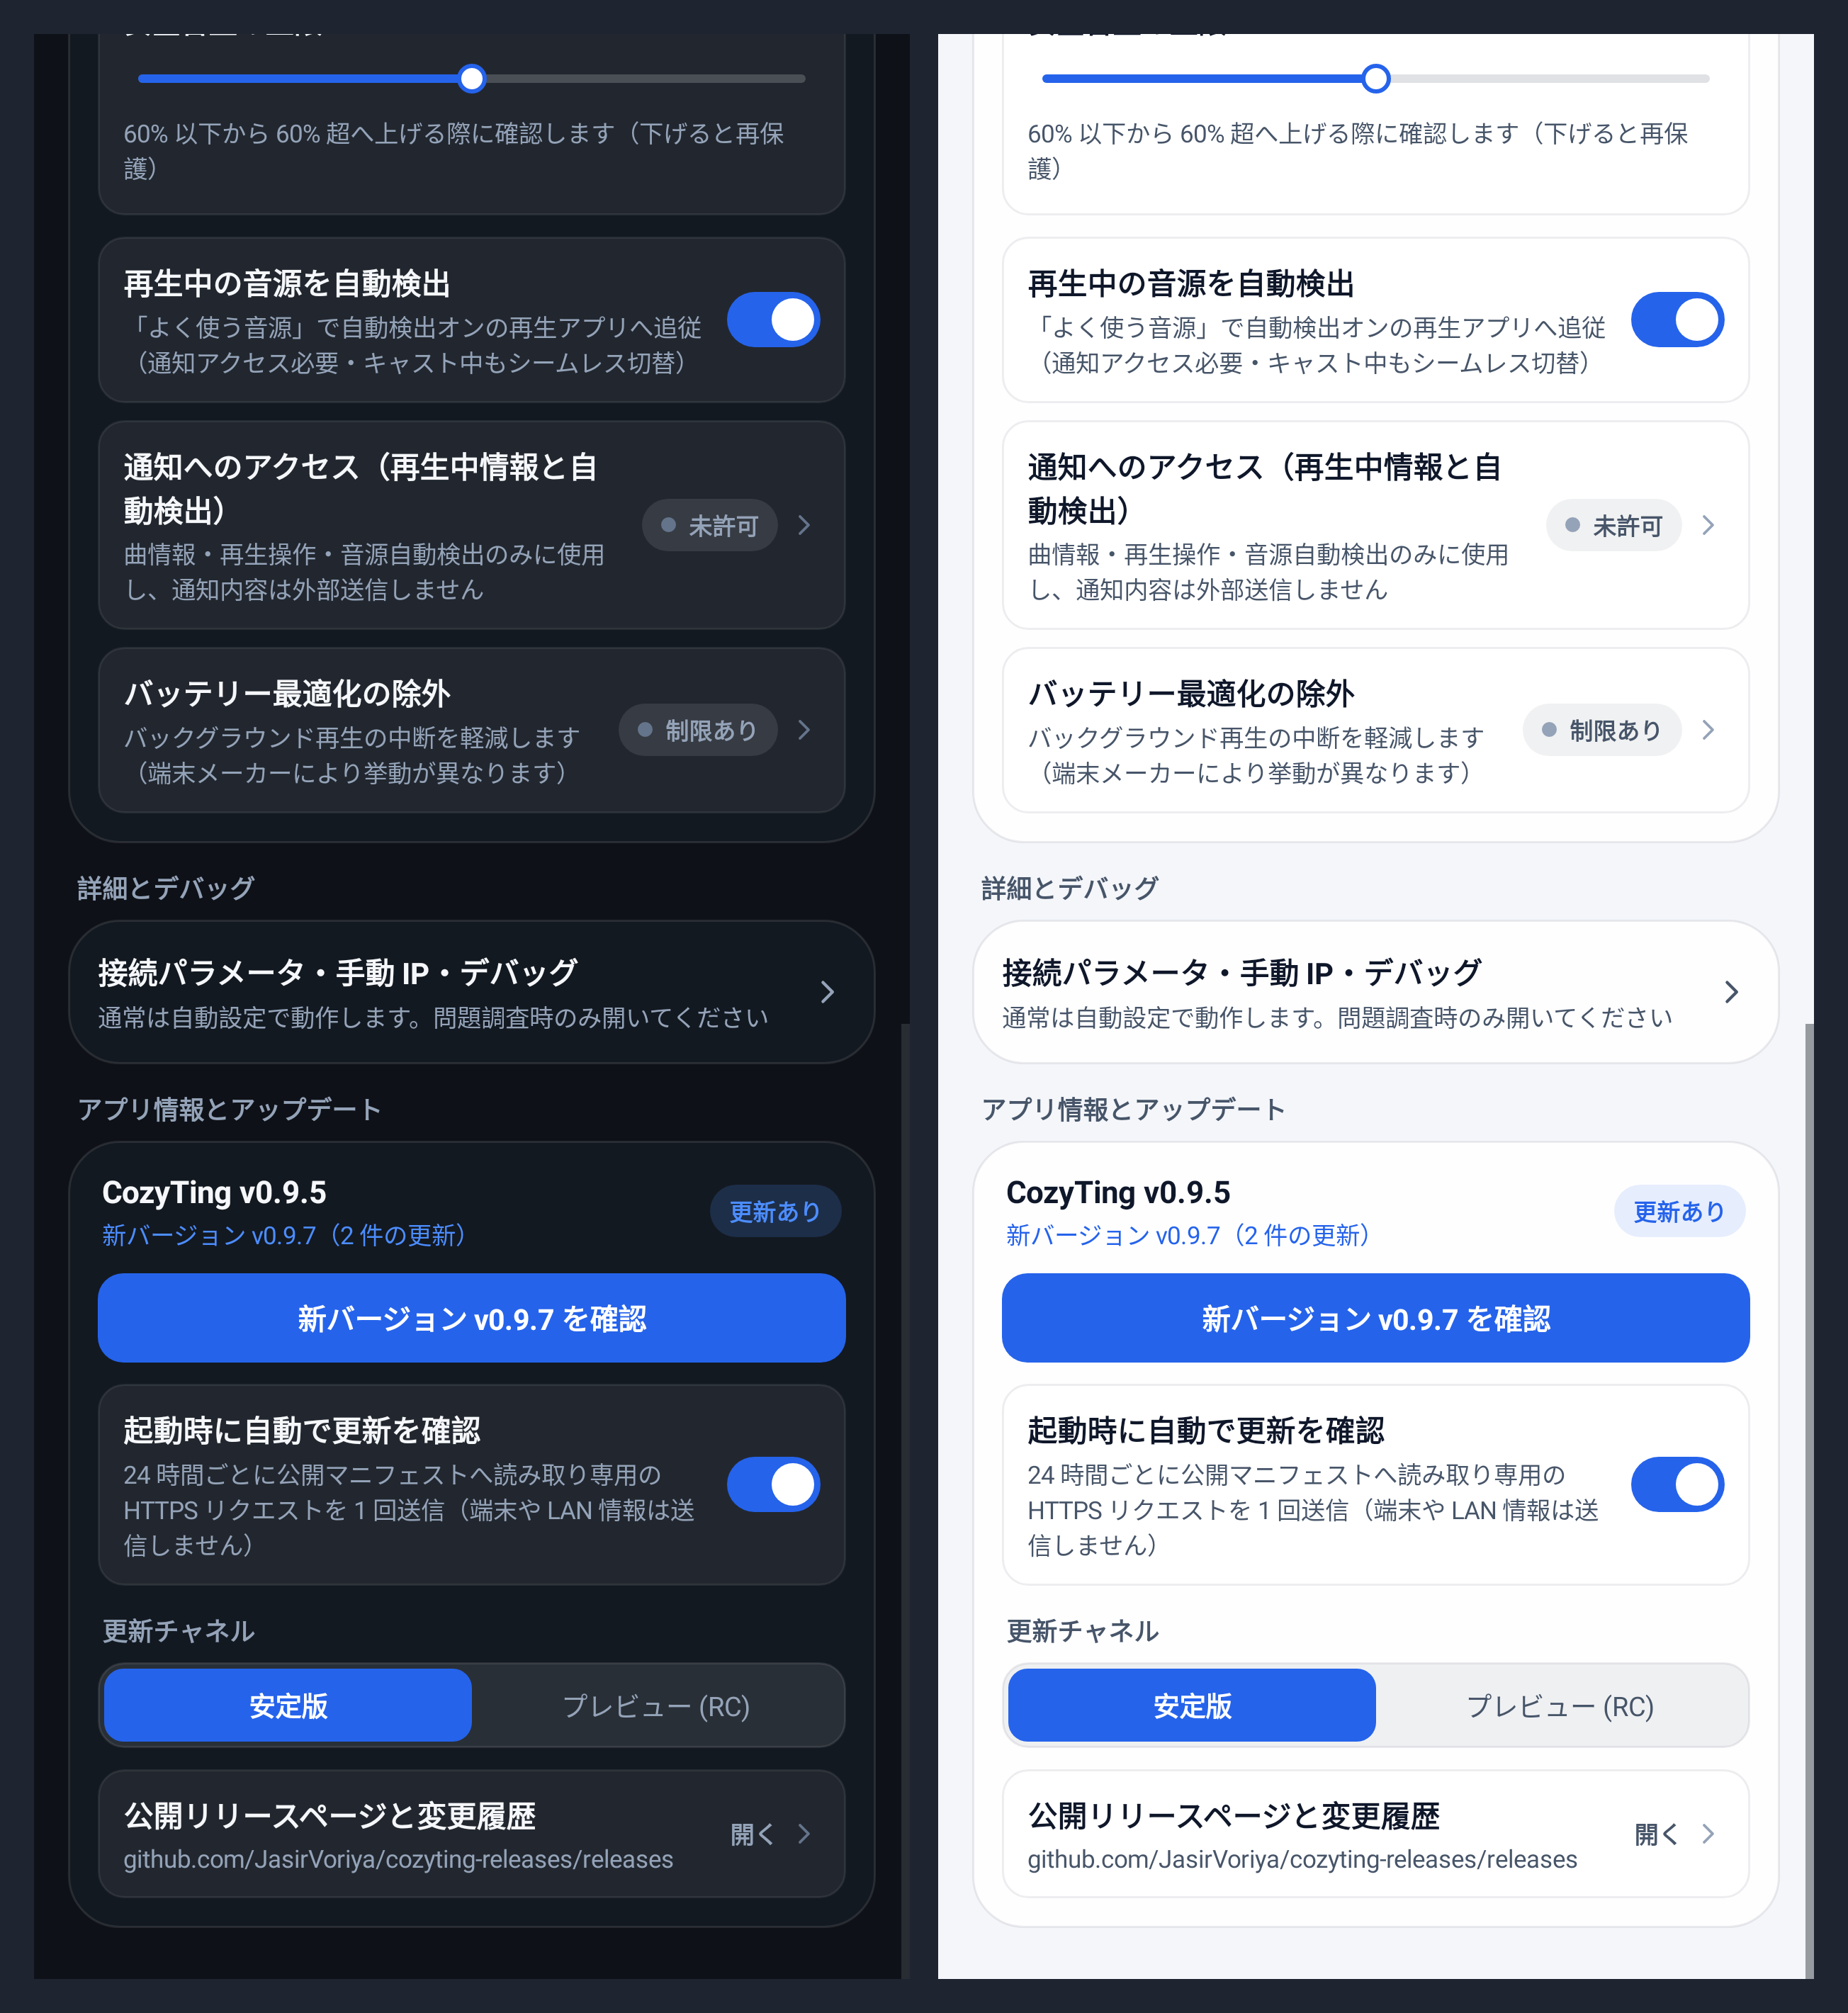 60% 以下から 60% 超へ上げる際に確認します（下げると再保
護）
再生中の音源を自動検出
「よく使う音源」で自動検出オンの再生アプリへ追従
（通知アクセス必要・キャスト中もシームレス切替）
通知へのアクセス（再生中情報と自
動検出）
未許可
曲情報・再生操作・音源自動検出のみに使用
し、通知内容は外部送信しません
バッテリー最適化の除外
制限あり
バックグラウンド再生の中断を軽減します
（端末メーカーにより挙動が異なります）
詳細とデバッグ
接続パラメータ・手動 IP・デバッグ
通常は自動設定で動作します。問題調査時のみ開いてください
アプリ情報とアップデート
CozyTing v0.9.5
更新あり
新バージョン v0.9.7（2 件の更新）
新バージョン v0.9.7 を確認
起動時に自動で更新を確認
24 時間ごとに公開マニフェストへ読み取り専用の
HTTPS リクエストを 1 回送信（端末や LAN 情報は送
信しません）
更新チャネル
安定版
プレビュー (RC)
公開リリースページと変更履歴
開く
github.com/JasirVoriya/cozyting-releases/releases
60% 以下から 60% 超へ上げる際に確認します（下げると再保
護）
再生中の音源を自動検出
「よく使う音源」で自動検出オンの再生アプリへ追従
（通知アクセス必要・キャスト中もシームレス切替）
通知へのアクセス（再生中情報と自
動検出）
未許可
曲情報・再生操作・音源自動検出のみに使用
し、通知内容は外部送信しません
バッテリー最適化の除外
制限あり
バックグラウンド再生の中断を軽減します
（端末メーカーにより挙動が異なります）
詳細とデバッグ
接続パラメータ・手動 IP・デバッグ
通常は自動設定で動作します。問題調査時のみ開いてください
アプリ情報とアップデート
CozyTing v0.9.5
更新あり
新バージョン v0.9.7（2 件の更新）
新バージョン v0.9.7 を確認
起動時に自動で更新を確認
24 時間ごとに公開マニフェストへ読み取り専用の
HTTPS リクエストを 1 回送信（端末や LAN 情報は送
信しません）
更新チャネル
安定版
プレビュー (RC)
公開リリースページと変更履歴
開く
github.com/JasirVoriya/cozyting-releases/releases